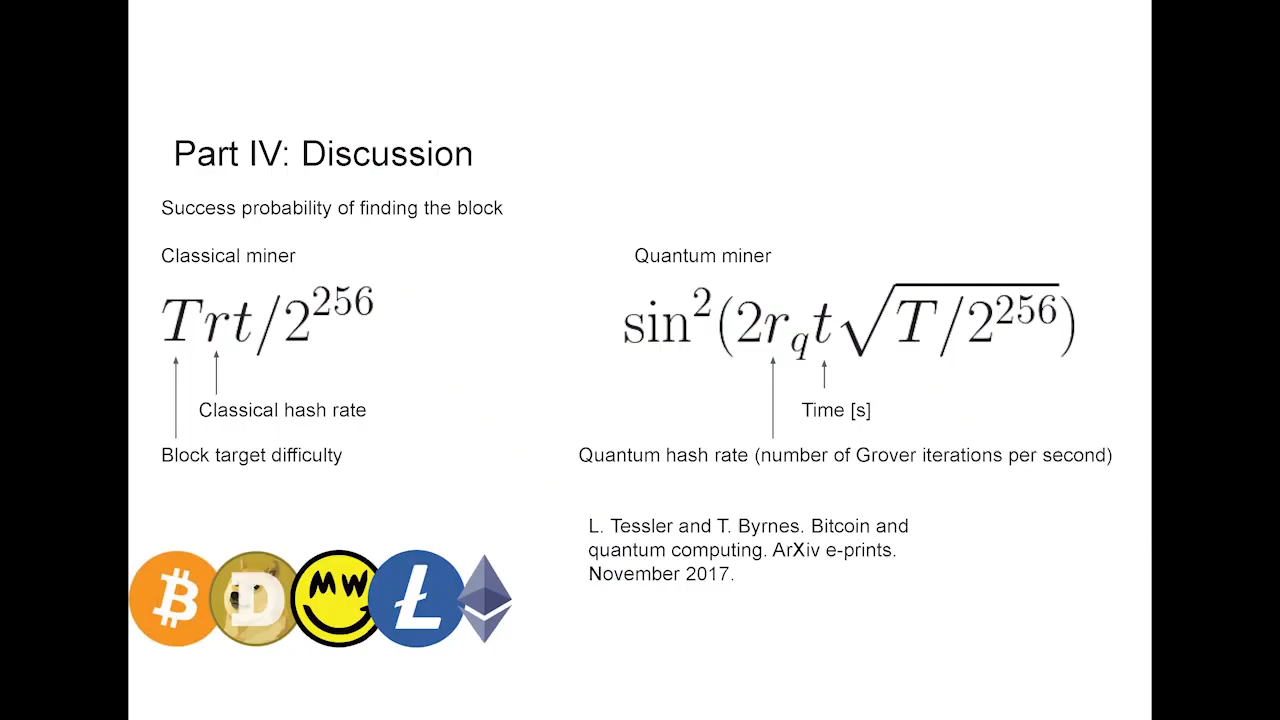 Part IV: Discussion
Success probability of finding the block
Classical miner
Trt/2^256
Classical hash rate
Block target difficulty
Quantum miner
sin^2(2r_q t√(T/2^256))
Time [s]
Quantum hash rate (number of Grover iterations per second)
L. Tessler and T. Byrnes. Bitcoin and
quantum computing. ArXiv e-prints.
November 2017.
D
MW
Ł